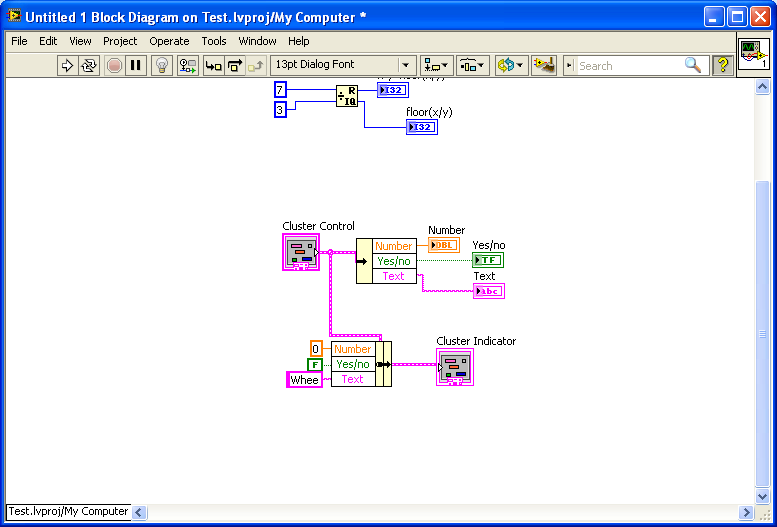 Untitled 1 Block Diagram on Test.lvproj/My Computer *
File Edit View Project Operate Tools Window Help
13pt Dialog Font
Search
?
1
7
R
IQ
I32
3
floor(x/y)
I32
Cluster Control
Number
Number
DBL
Yes/no
Yes/no
TF
Text
Text
abc
Cluster Indicator
0
Number
F
Yes/no
Whee
Text
Test.lvproj/My Computer